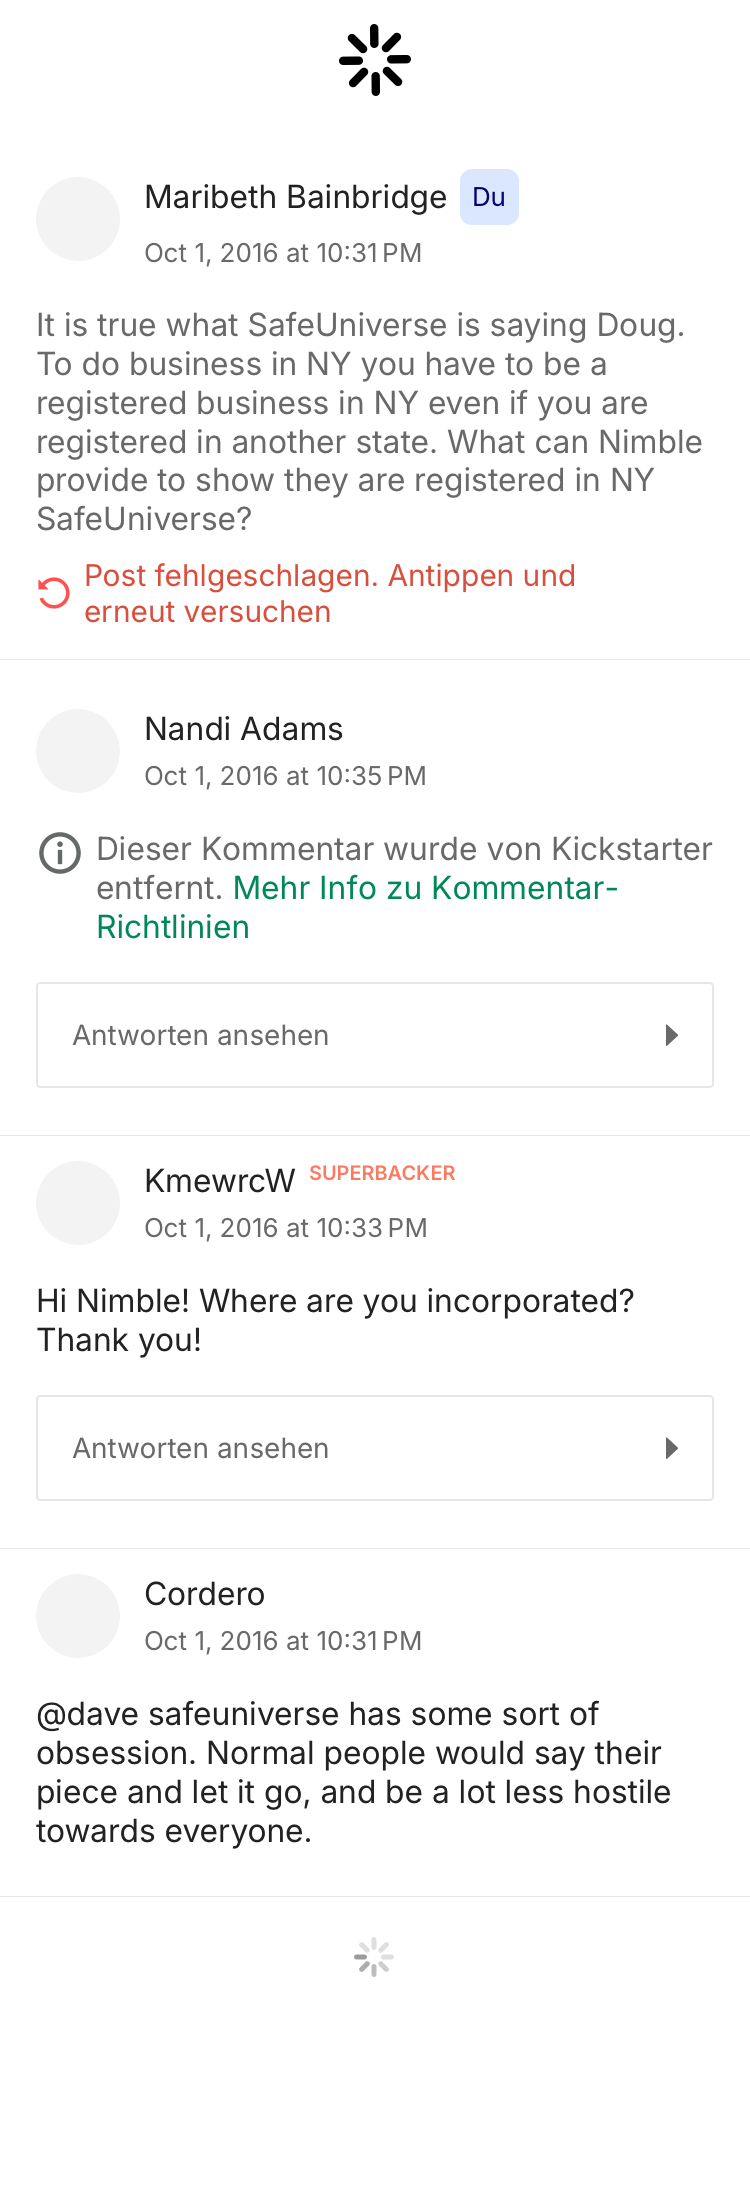 Maribeth Bainbridge Du
Oct 1, 2016 at 10:31 PM
It is true what SafeUniverse is saying Doug.
To do business in NY you have to be a
registered business in NY even if you are
registered in another state. What can Nimble
provide to show they are registered in NY
SafeUniverse?
Post fehlgeschlagen. Antippen und
erneut versuchen
Nandi Adams
Oct 1, 2016 at 10:35 PM
Dieser Kommentar wurde von Kickstarter
entfernt. Mehr Info zu Kommentar-
Richtlinien
Antworten ansehen
KmewrcW SUPERBACKER
Oct 1, 2016 at 10:33 PM
Hi Nimble! Where are you incorporated?
Thank you!
Antworten ansehen
Cordero
Oct 1, 2016 at 10:31 PM
@dave safeuniverse has some sort of
obsession. Normal people would say their
piece and let it go, and be a lot less hostile
towards everyone.